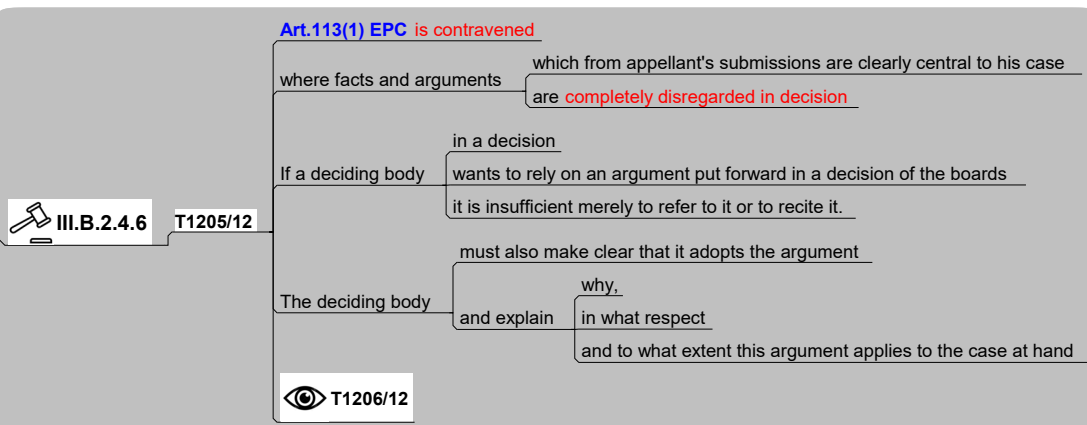 III.B.2.4.6
T1205/12
Art.113(1) EPC is contravened
where facts and arguments
which from appellant's submissions are clearly central to his case
are completely disregarded in decision
If a deciding body
in a decision
wants to rely on an argument put forward in a decision of the boards
it is insufficient merely to refer to it or to recite it.
The deciding body
must also make clear that it adopts the argument
and explain
why,
in what respect
and to what extent this argument applies to the case at hand
T1206/12